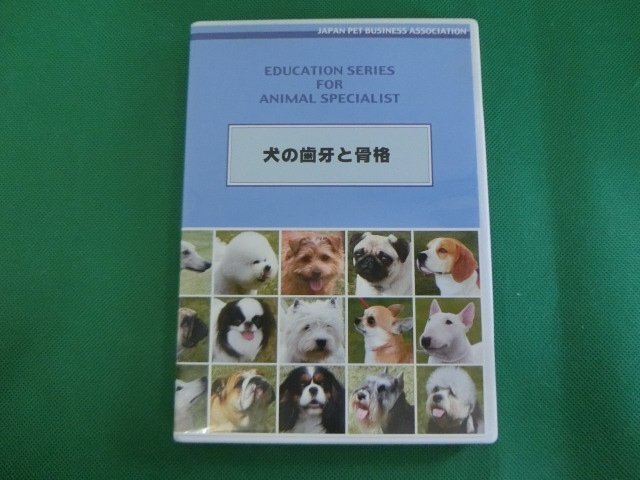 JAPAN PET BUSINESS ASSOCIATION
EDUCATION SERIES
FOR
ANIMAL SPECIALIST
犬の歯牙と骨格